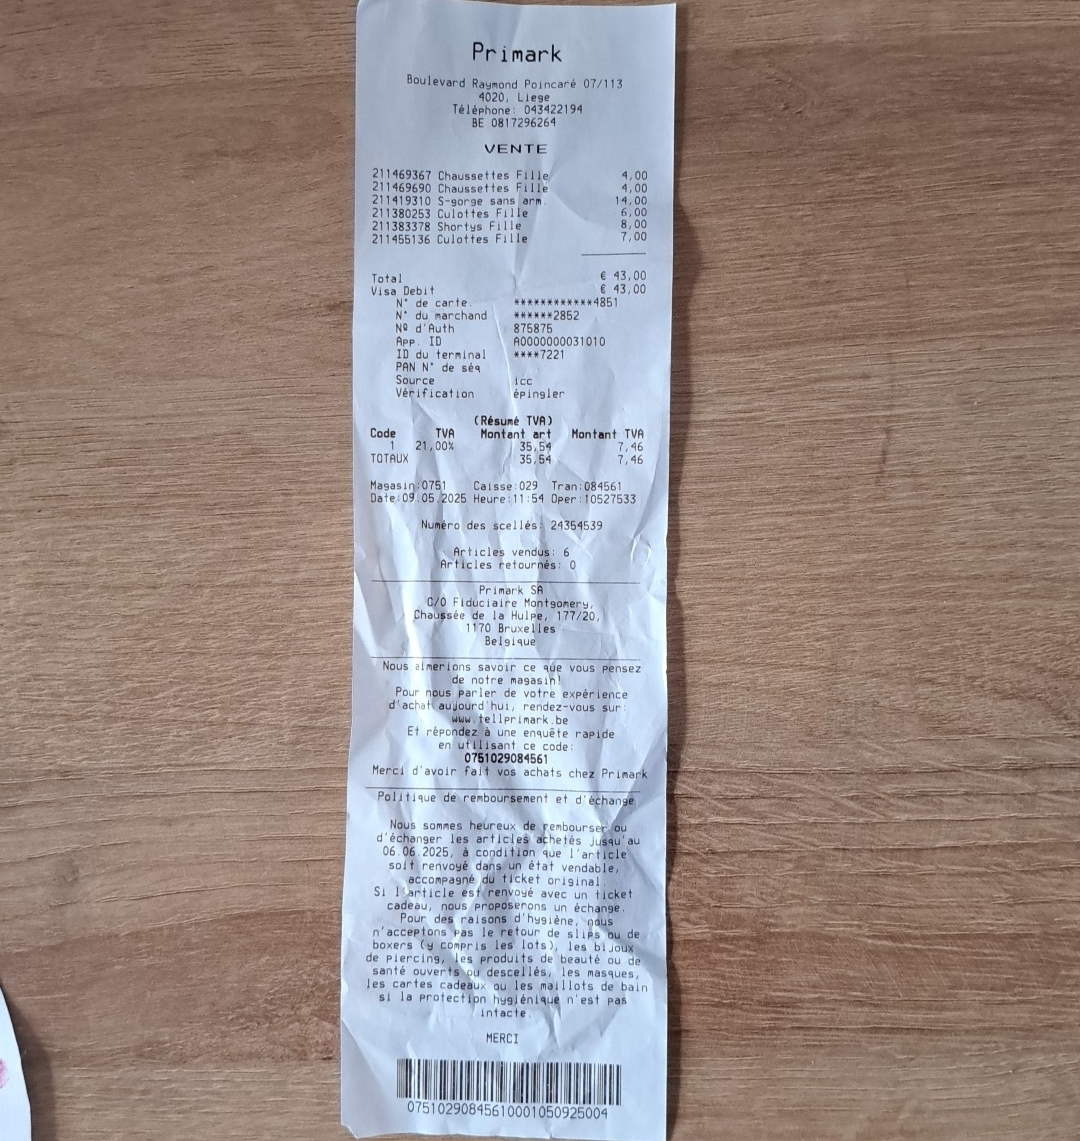 Primark
Boulevard Raymond Poincaré 07/113
4020, Liege
Téléphone: 043422194
BE 0817296264
VENTE
211469367 Chaussettes Fille 4,00
211469690 Chaussettes Fille 4,00
211419310 S-gorge sans arm. 14,00
211380253 Culottes Fille 6,00
211383378 Shortys Fille 8,00
211455136 Culottes Fille 7,00
Total € 43,00
Visa Debit € 43,00
N° de carte. ************4851
N° du marchand ******2852
Nº d'Auth 875875
App. ID A0000000031010
ID du terminal ****7221
PAN N° de séq
Source icc
Vérification épingler
(Résumé TVA)
Code TVA Montant art Montant TVA
1 21,00% 35,54 7,46
TOTAUX 35,54 7,46
Magasin:0751 Caisse:029 Tran:084561
Date:09.05.2025 Heure:11:54 Oper:10527533
Numéro des scellés: 24354539
Articles vendus: 6
Articles retournés: 0
Primark SA
C/O Fiduciaire Montgomery,
Chaussée de la Hulpe, 177/20,
1170 Bruxelles
Belgique
Nous aimerions savoir ce que vous pensez
de notre magasin!
Pour nous parler de votre expérience
d'achat aujourd'hui, rendez-vous sur:
www.tellprimark.be
Et répondez à une enquête rapide
en utilisant ce code:
0751029084561
Merci d'avoir fait vos achats chez Primark
Politique de remboursement et d'échange
Nous sommes heureux de rembourser ou
d'échanger les articles achetés jusqu'au
06.06.2025, à condition que l'article
soit renvoyé dans un état vendable,
accompagné du ticket original.
Si l'article est renvoyé avec un ticket
cadeau, nous proposerons un échange.
Pour des raisons d'hygiène, nous
n'acceptons pas le retour de slips ou de
boxers (y compris les lots), les bijoux
de piercing, les produits de beauté ou de
santé ouverts ou descellés, les masques,
les cartes cadeaux ou les maillots de bain
si la protection hygiénique n'est pas
intacte.
MERCI
07510290845610001050925004